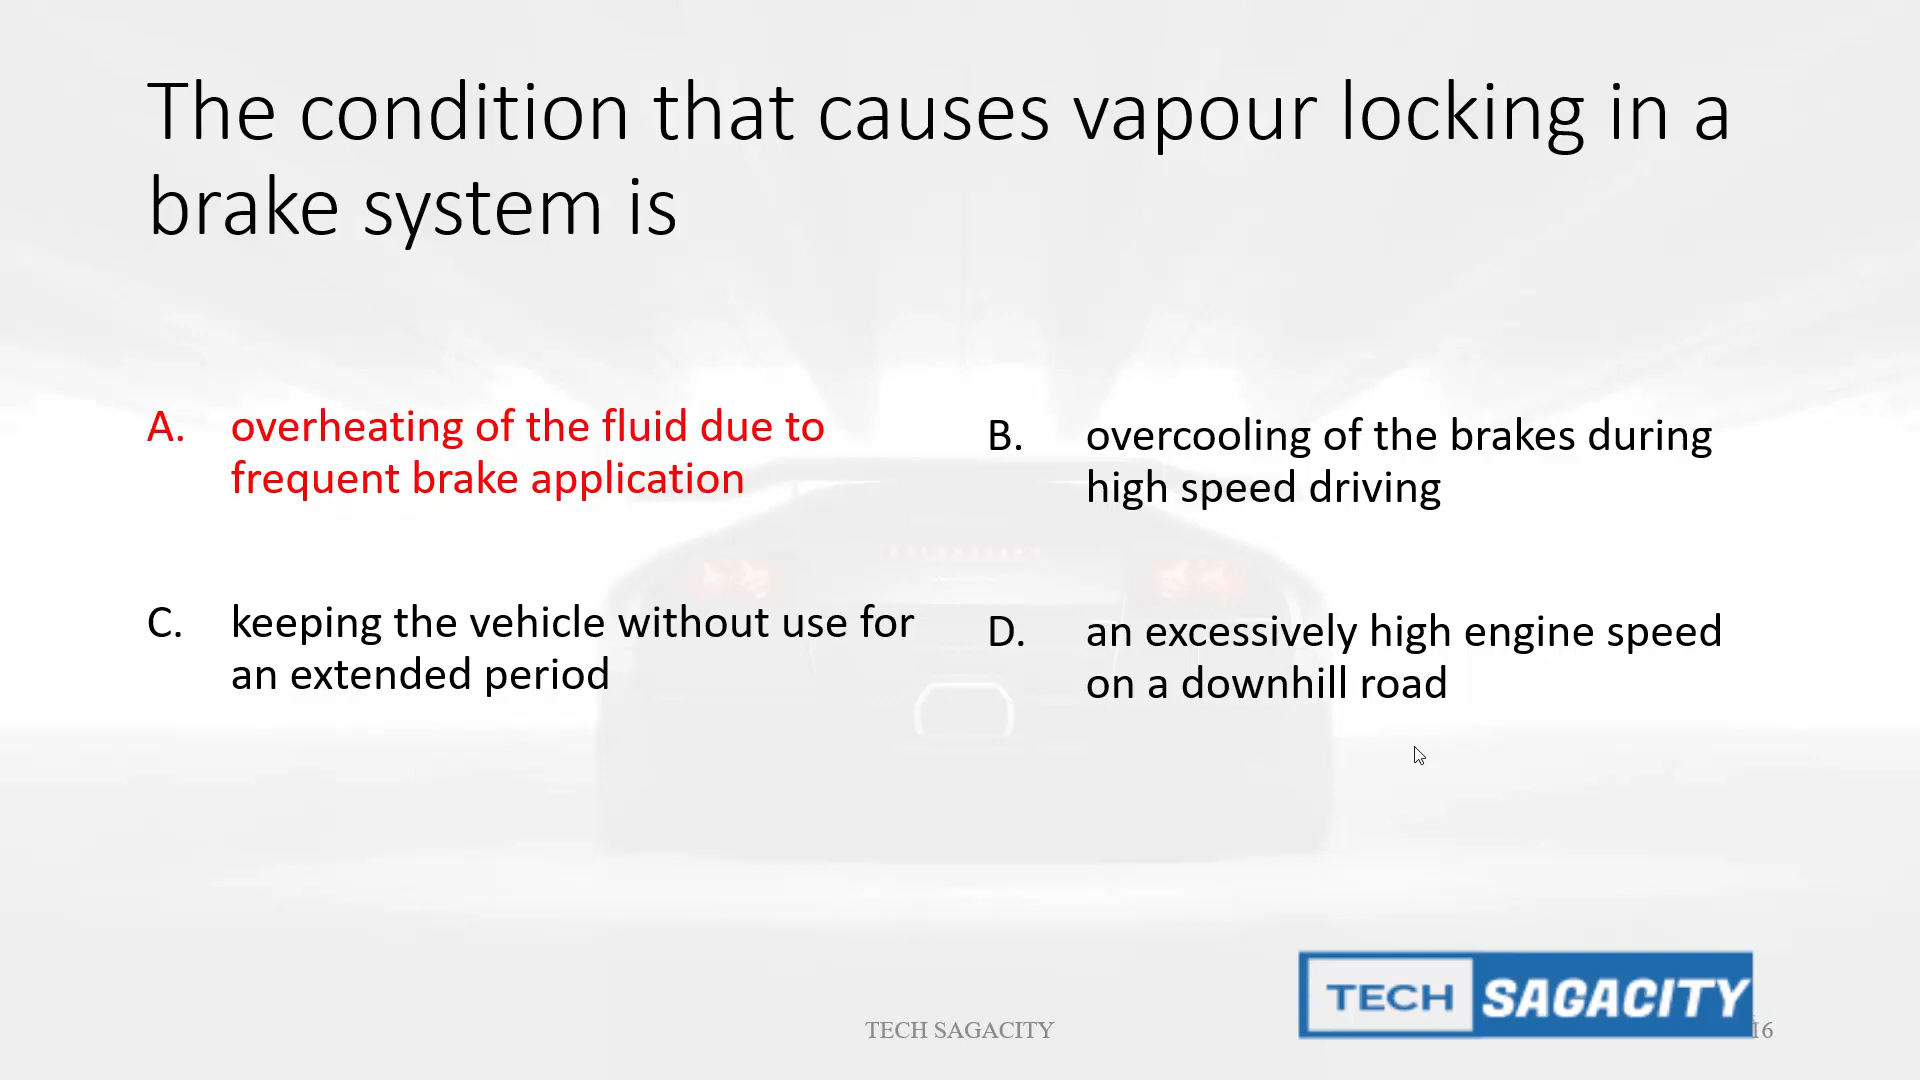 The condition that causes vapour locking in a
brake system is
A. overheating of the fluid due to
frequent brake application
B. overcooling of the brakes during
high speed driving
C. keeping the vehicle without use for
an extended period
D. an excessively high engine speed
on a downhill road
TECH SAGACITY
TECH SAGACITY
16